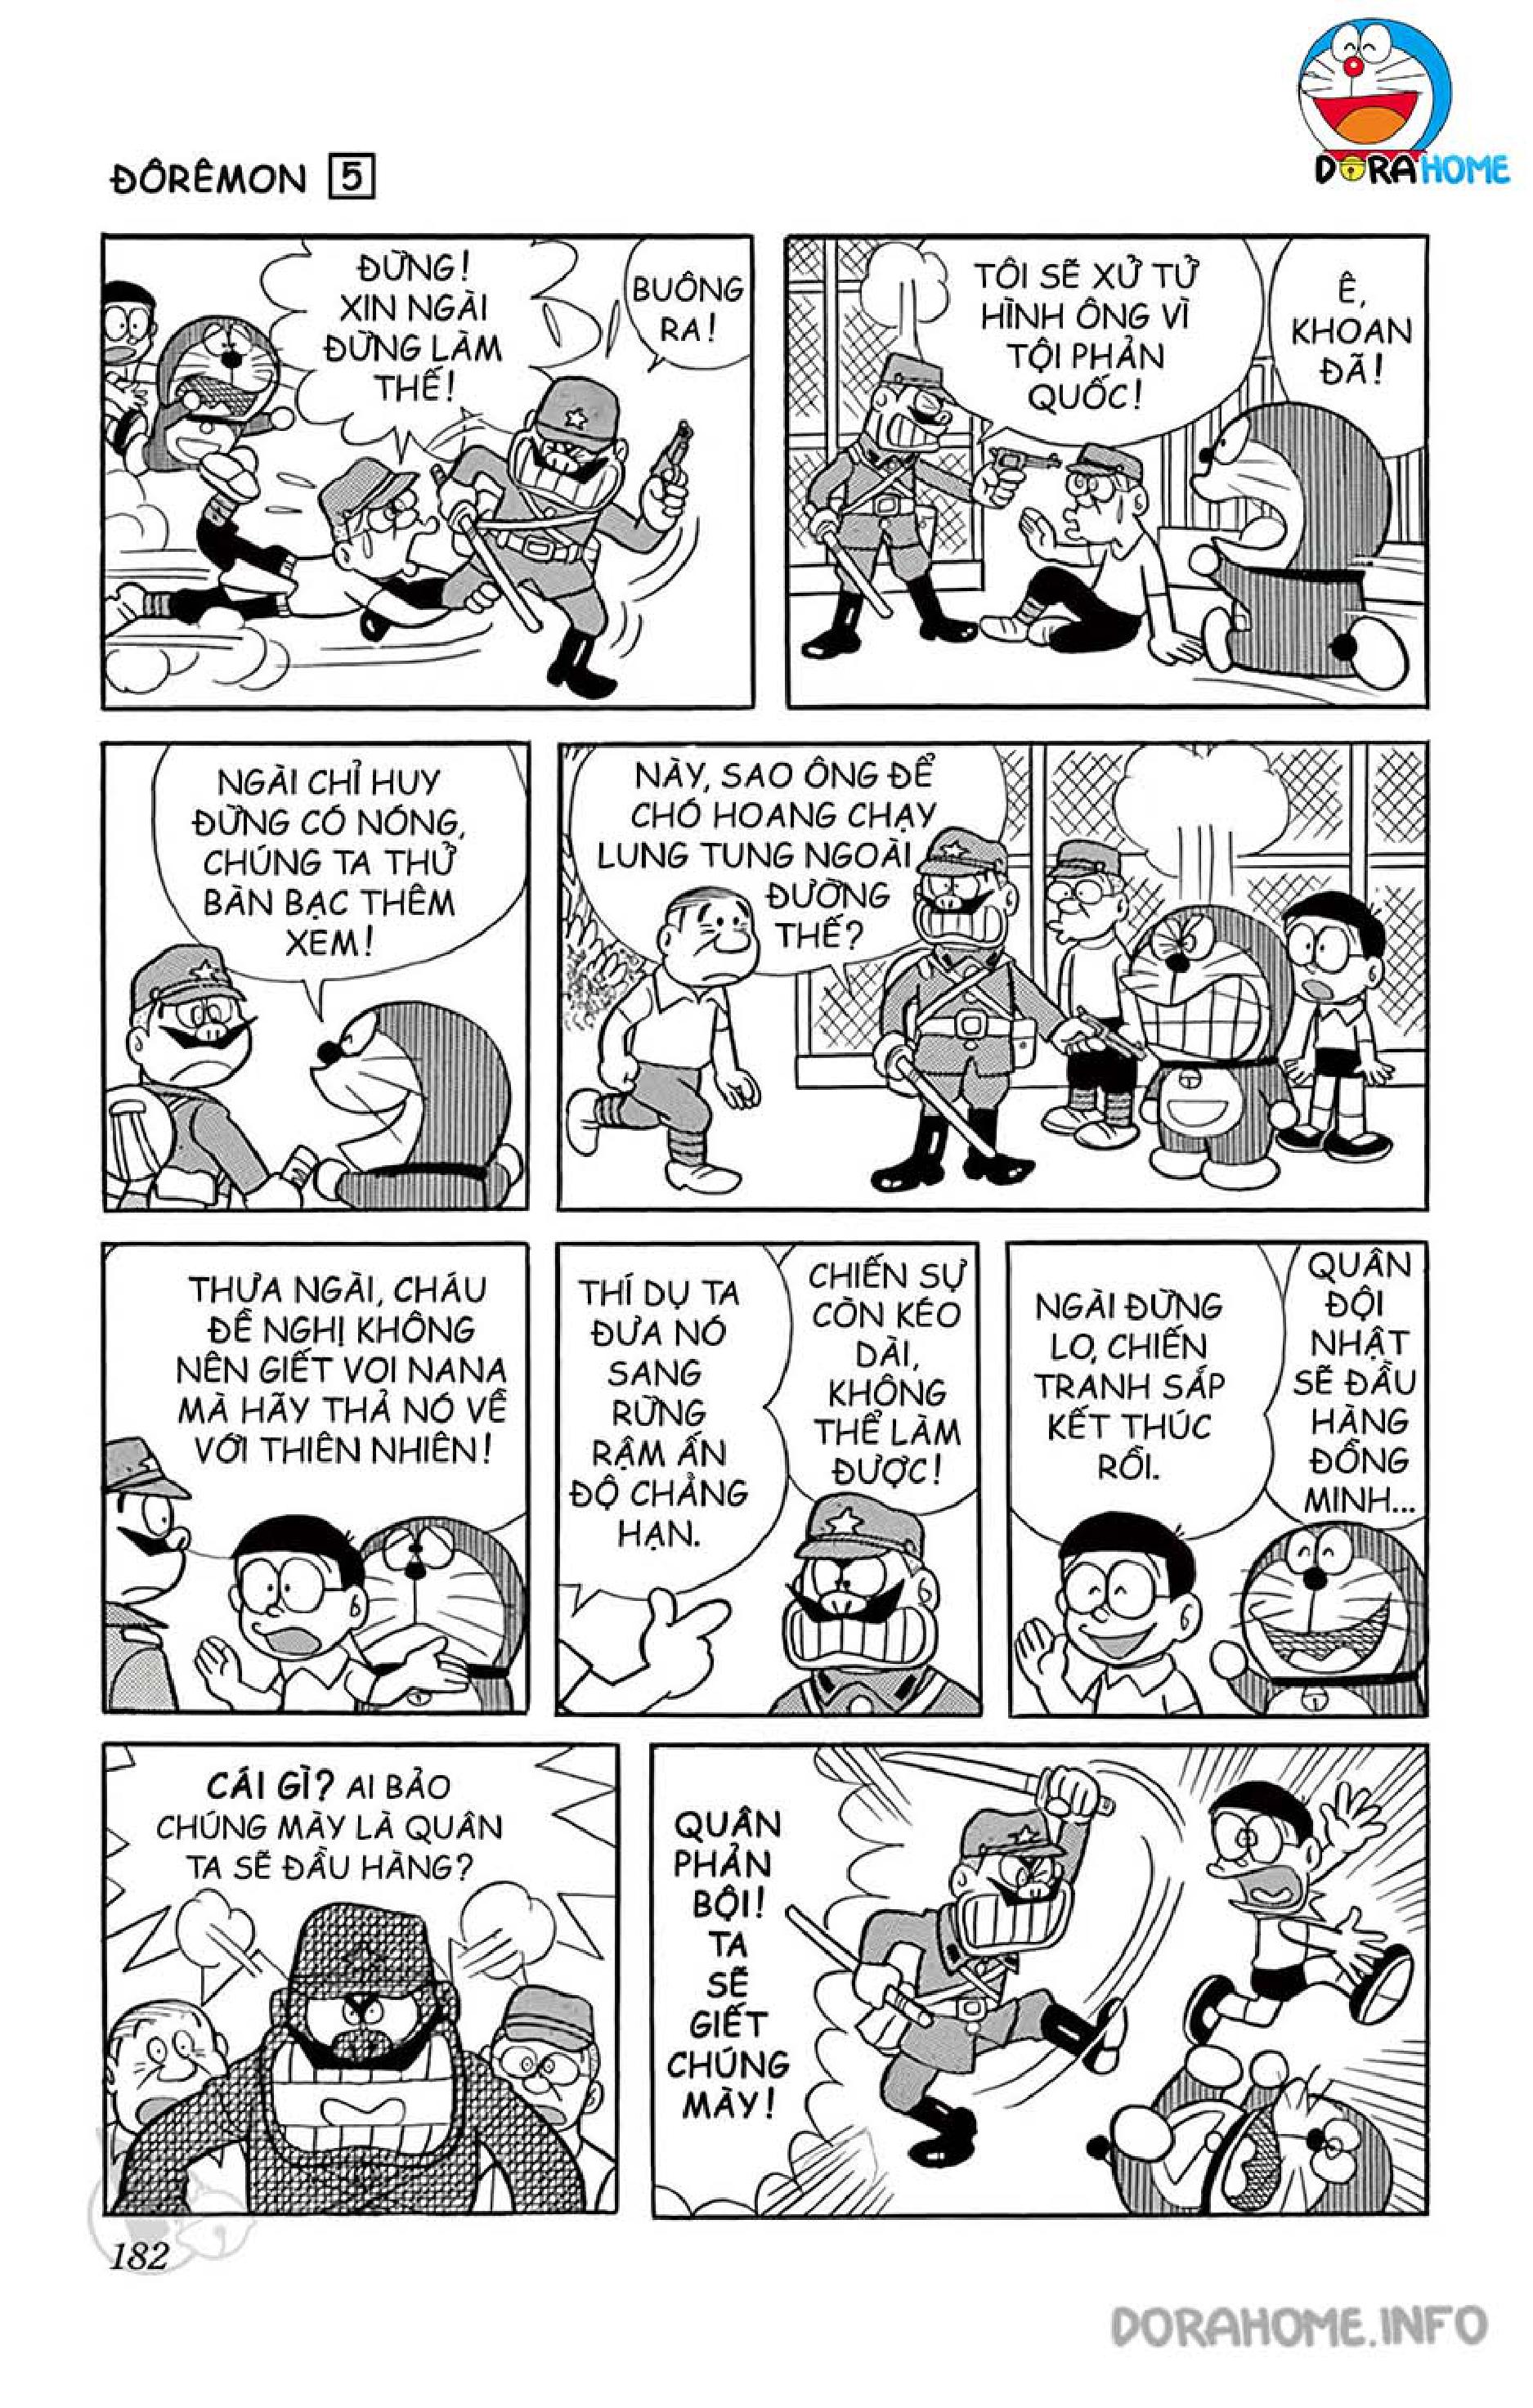 DORAHOME
ĐÔRÊMON 5
ĐỪNG!
XIN NGÀI
ĐỪNG LÀM
THẾ!
BUÔNG
RA!
TÔI SẼ XỬ TỬ
HÌNH ÔNG VÌ
TỘI PHẢN
QUỐC!
Ê,
KHOAN
ĐÃ!
NGÀI CHỈ HUY
ĐỪNG CÓ NÓNG,
CHÚNG TA THỬ
BÀN BẠC THÊM
XEM!
NÀY, SAO ÔNG ĐỂ
CHÓ HOANG CHẠY
LUNG TUNG NGOÀI
ĐƯỜNG
THẾ?
THƯA NGÀI, CHÁU
ĐỀ NGHỊ KHÔNG
NÊN GIẾT VOI NANA
MÀ HÃY THẢ NÓ VỀ
VỚI THIÊN NHIÊN!
THÍ DỤ TA
ĐƯA NÓ
SANG
RỪNG
RẬM ẤN
ĐỘ CHẲNG
HẠN.
CHIẾN SỰ
CÒN KÉO
DÀI,
KHÔNG
THỂ LÀM
ĐƯỢC!
NGÀI ĐỪNG
LO, CHIẾN
TRANH SẮP
KẾT THÚC
RỒI.
QUÂN
ĐỘI
NHẬT
SẼ ĐẦU
HÀNG
ĐỒNG
MINH...
CÁI GÌ? AI BẢO
CHÚNG MÀY LÀ QUÂN
TA SẼ ĐẦU HÀNG?
QUÂN
PHẢN
BỘI!
TA
SẼ
GIẾT
CHÚNG
MÀY!
182
DORAHOME.INFO